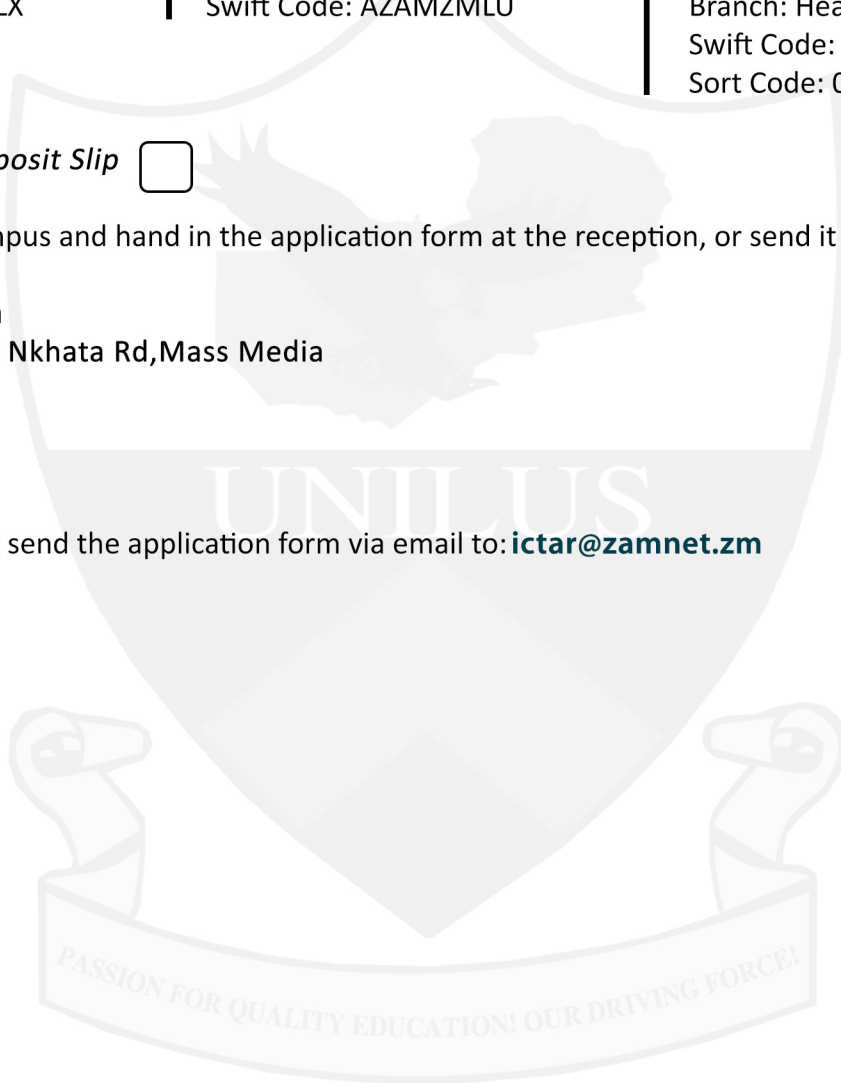 LX
Swift Code: AZAMZMLU
Branch: Hea
Swift Code:
Sort Code: 0
posit Slip
npus and hand in the application form at the reception, or send it
Nkhata Rd,Mass Media
UNILUS
send the application form via email to: ictar@zamnet.zm
PASSION FOR QUALITY EDUCATION! OUR DRIVING FORCE!